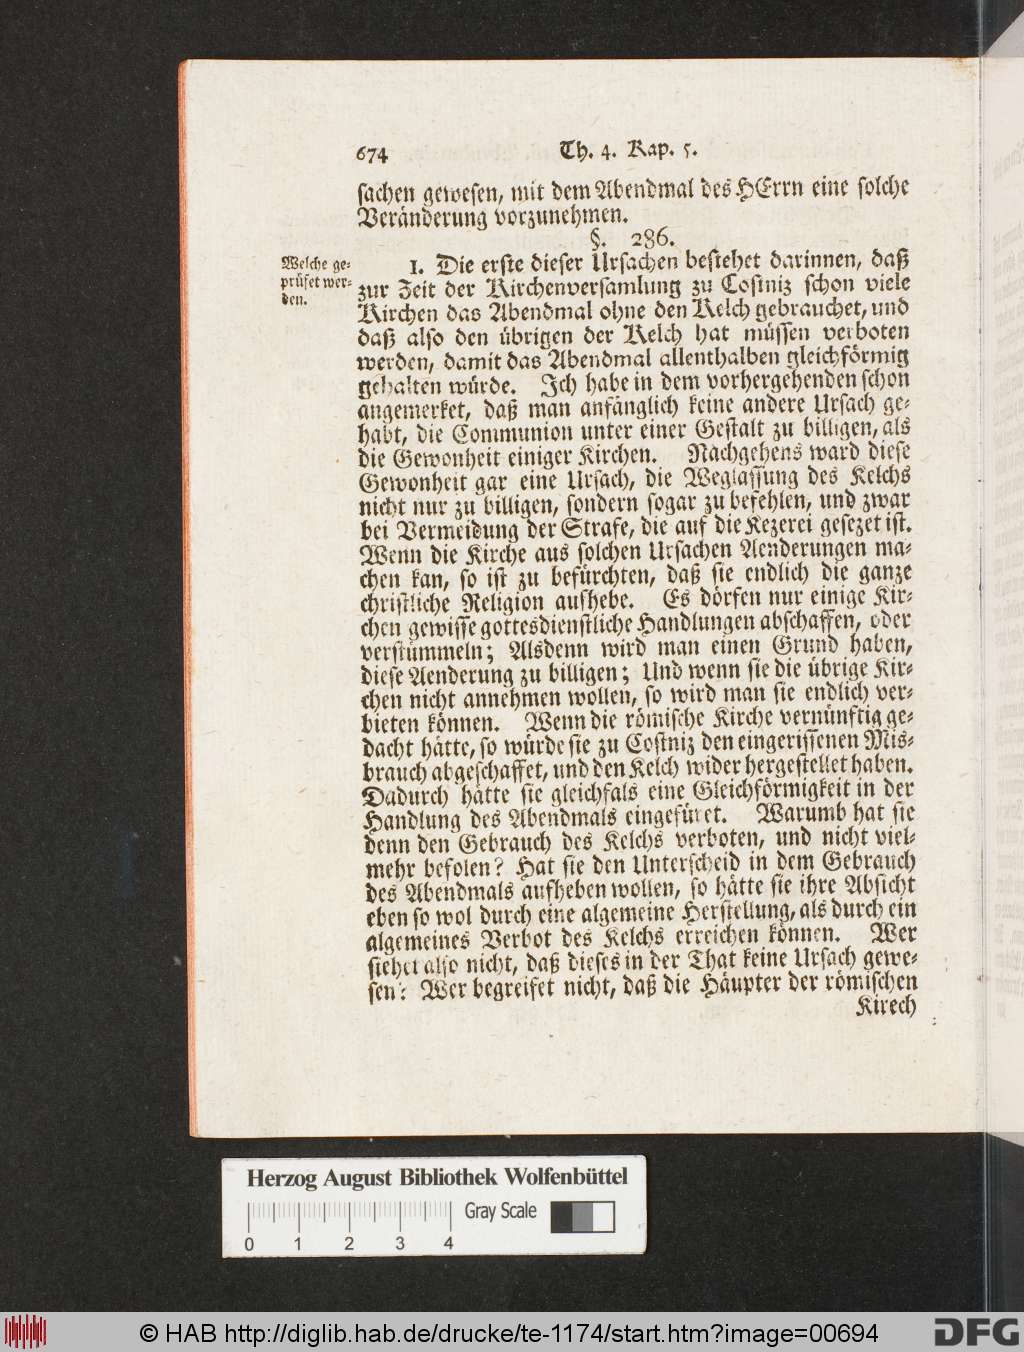 674
Th. 4. Kap. 5.
sachen gewesen, mit dem Abendmal des HErrn eine solche
Veränderung vorzunehmen.
§. 286.
Welche ge-
prüfet wer-
den.
1. Die erste dieser Ursachen bestehet darinnen, daß
zur Zeit der Kirchenversamlung zu Costniz schon viele
Kirchen das Abendmal ohne den Kelch gebrauchet, und
daß also den übrigen der Kelch hat müssen verboten
werden, damit das Abendmal allenthalben gleichförmig
gehalten würde. Ich habe in dem vorhergehenden schon
angemerket, daß man anfänglich keine andere Ursach ge-
habt, die Communion unter einer Gestalt zu billigen, als
die Gewonheit einiger Kirchen. Nachgehens ward diese
Gewonheit gar eine Ursach, die Weglassung des Kelchs
nicht nur zu billigen, sondern sogar zu befehlen, und zwar
bei Vermeidung der Strafe, die auf die Kezerei gesezet ist.
Wenn die Kirche aus solchen Ursachen Aenderungen ma-
chen kan, so ist zu befürchten, daß sie endlich die ganze
christliche Religion aufhebe. Es dörfen nur einige Kir-
chen gewisse gottesdienstliche Handlungen abschaffen, oder
verstümmeln; Alsdenn wird man einen Grund haben,
diese Aenderung zu billigen; Und wenn sie die übrige Kir-
chen nicht annehmen wollen, so wird man sie endlich ver-
bieten können. Wenn die römische Kirche vernünftig ge-
dacht hätte, so würde sie zu Costniz den eingerissenen Mis-
brauch abgeschaffet, und den Kelch wider hergestellet haben.
Dadurch hätte sie gleichfals eine Gleichförmigkeit in der
Handlung des Abendmals eingefüret. Warumb hat sie
denn den Gebrauch des Kelchs verboten, und nicht viel-
mehr befolen? Hat sie den Unterscheid in dem Gebrauch
des Abendmals aufheben wollen, so hätte sie ihre Absicht
eben so wol durch eine algemeine Herstellung, als durch ein
algemeines Verbot des Kelchs erreichen können. Wer
siehet also nicht, daß dieses in der That keine Ursach gewe-
sen? Wer begreifet nicht, daß die Häupter der römischen
Kirech
Herzog August Bibliothek Wolfenbüttel
Gray Scale
0 1 2 3 4
© HAB http://diglib.hab.de/drucke/te-1174/start.htm?image=00694
DFG